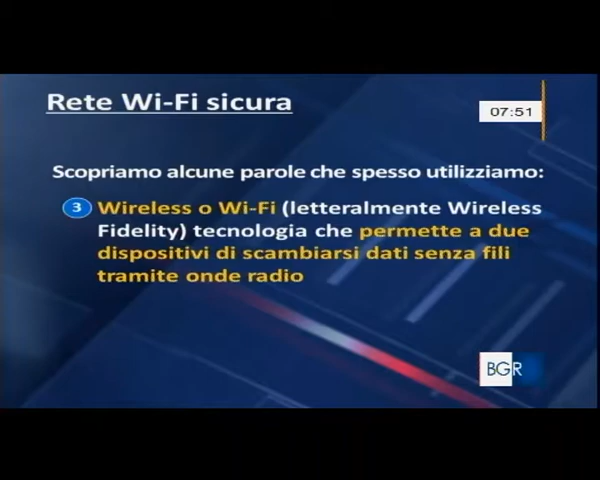 Rete Wi-Fi sicura
07:51
Scopriamo alcune parole che spesso utilizziamo:
3 Wireless o Wi-Fi (letteralmente Wireless
Fidelity) tecnologia che permette a due
dispositivi di scambiarsi dati senza fili
tramite onde radio
BGR